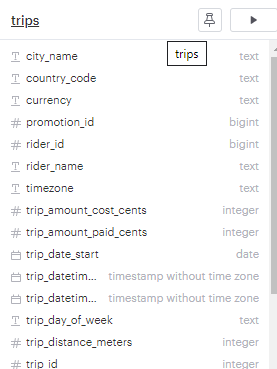 trips
trips
city_name text
country_code text
currency text
promotion_id bigint
rider_id bigint
rider_name text
timezone text
trip_amount_cost_cents integer
trip_amount_paid_cents integer
trip_date_start date
trip_datetim... timestamp without time zone
trip_datetim... timestamp without time zone
trip_day_of_week text
trip_distance_meters integer
trip_id integer